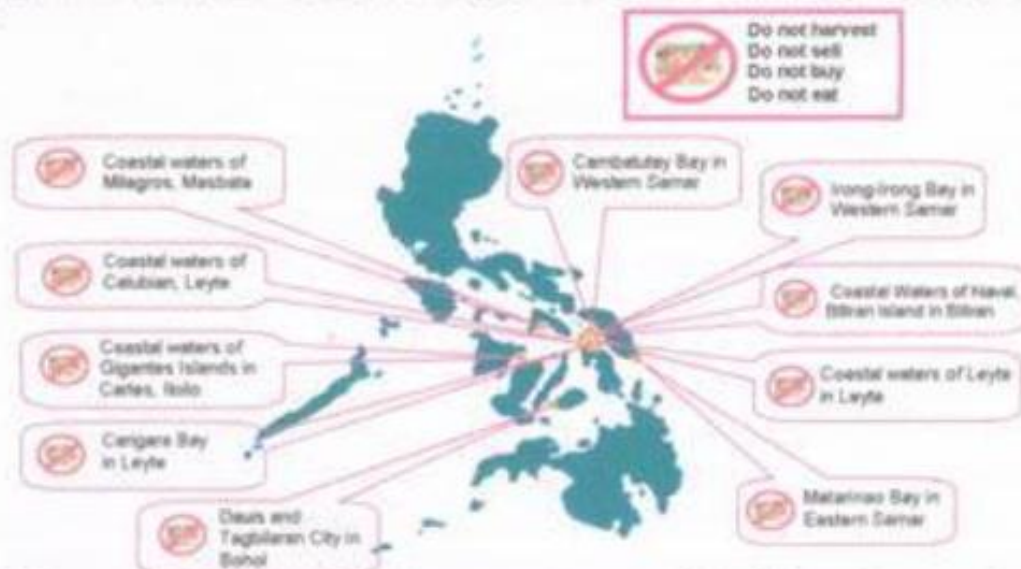 Do not harvest
Do not sell
Do not buy
Do not eat
Coastal waters of
Milagros, Masbate
Cambatutay Bay in
Western Samar
Irong-Irong Bay in
Western Samar
Coastal waters of
Calubian, Leyte
Coastal Waters of Naval,
Biliran Island in Biliran
Coastal waters of
Gigantes Islands in
Carles, Iloilo
Coastal waters of Leyte
in Leyte
Carigara Bay
in Leyte
Matarinao Bay in
Eastern Samar
Dauis and
Tagbilaran City in
Bohol